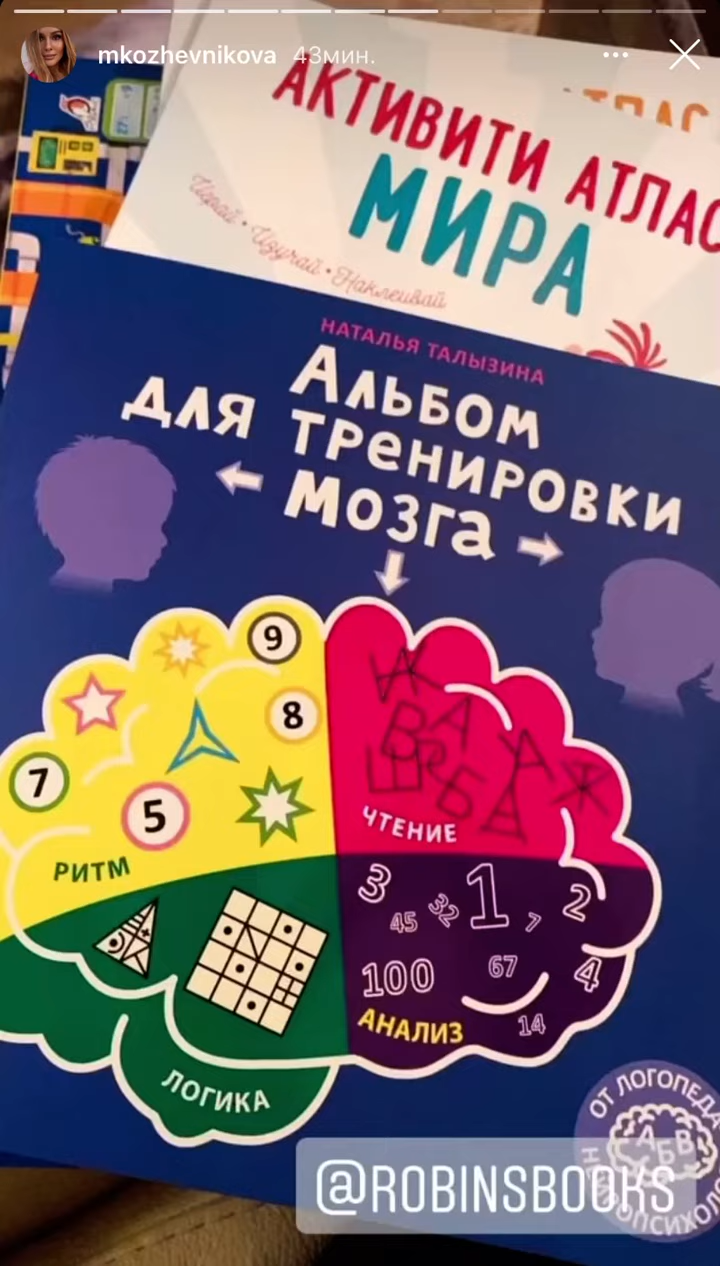 mkozhevnikova 43мин.
АКТИВИТИ АТЛАС
МИРА
Играй • Изучай • Наклеивай
НАТАЛЬЯ ТАЛЫЗИНА
Альбом
для тренировки
мозга
9
8
7
5
РИТМ
Ж
А
В
ЧТЕНИЕ
3
1
2
45
32
7
100
67
4
14
АНАЛИЗ
ЛОГИКА
ОТ ЛОГОПЕДА
АБВ
@ROBINSBOOKS